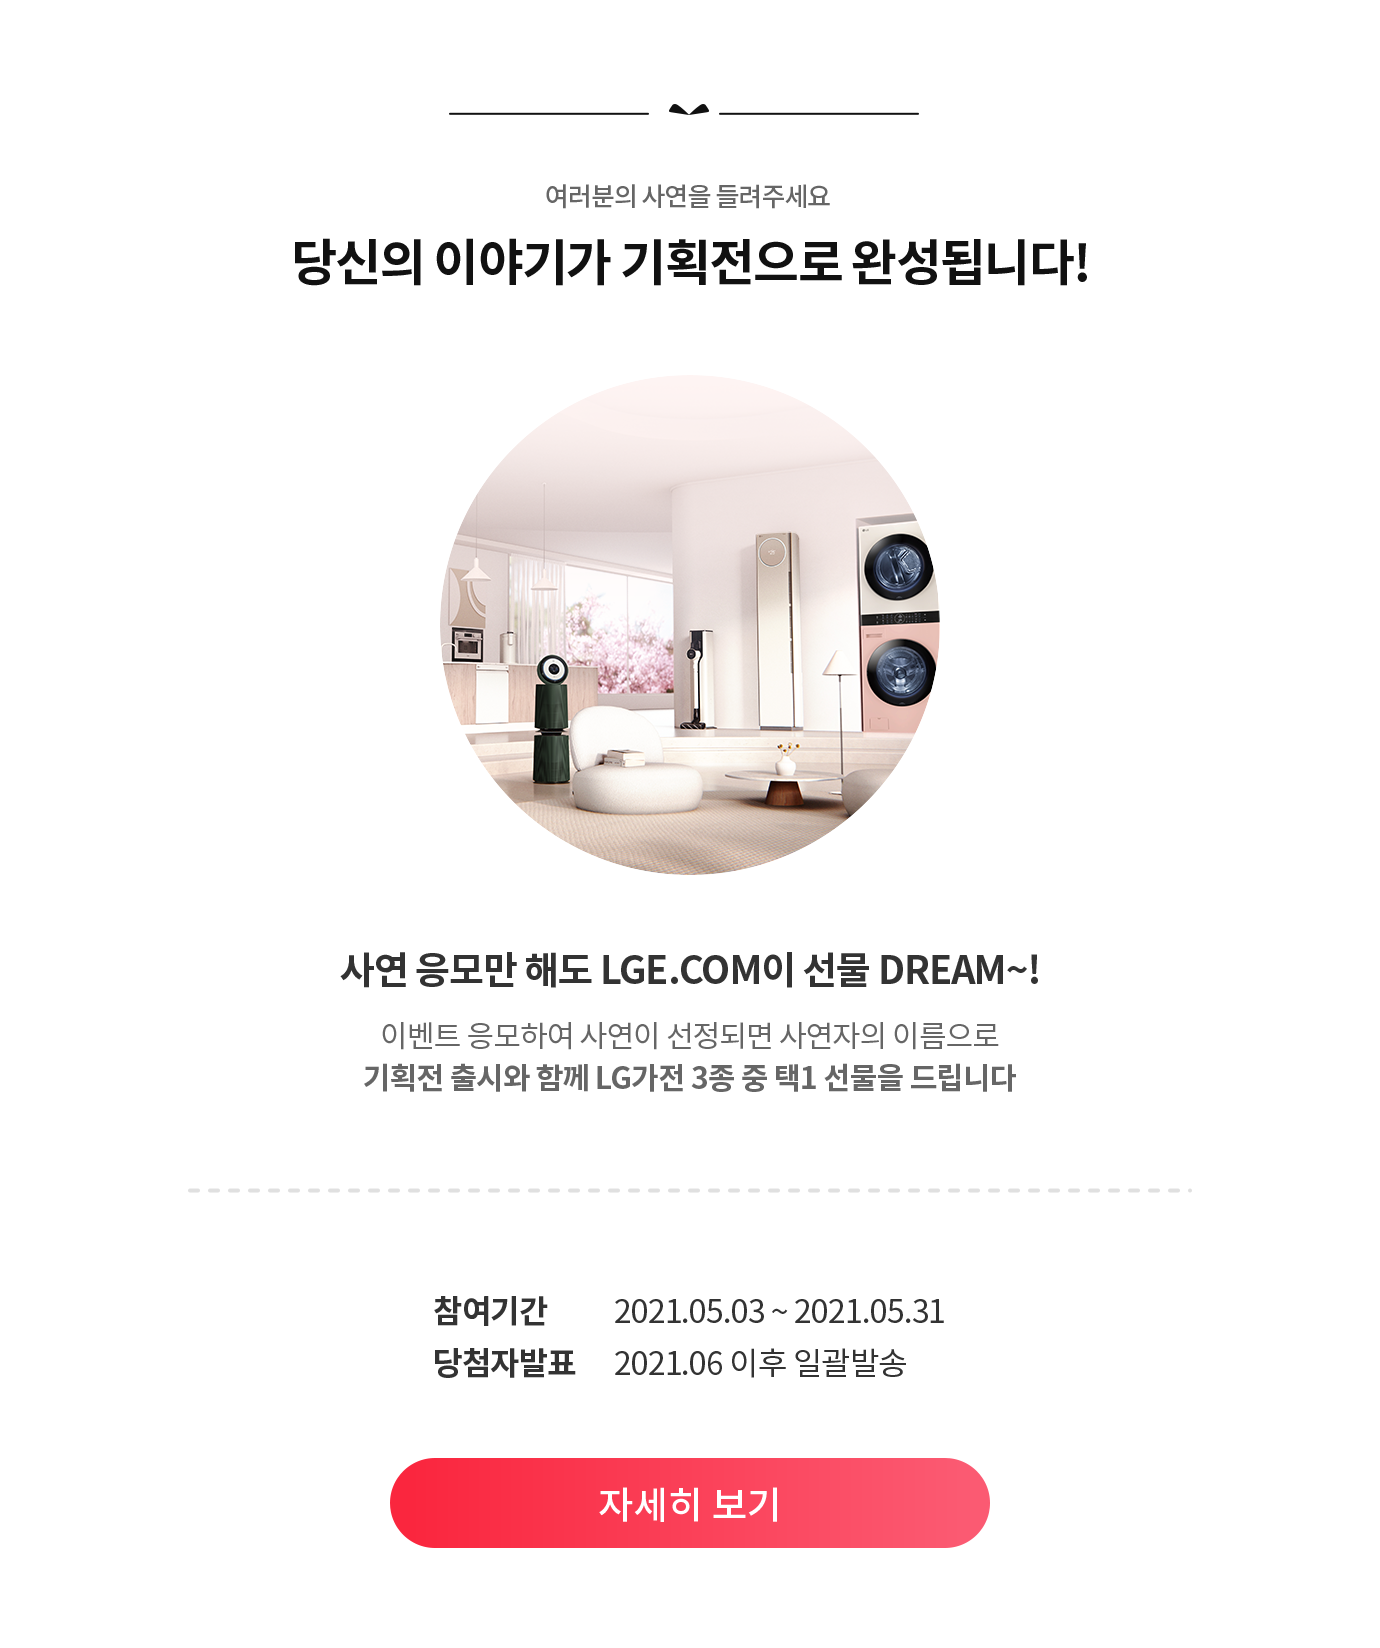 여러분의 사연을 들려주세요
당신의 이야기가 기획전으로 완성됩니다!
사연 응모만 해도 LGE.COM이 선물 DREAM~!
이벤트 응모하여 사연이 선정되면 사연자의 이름으로
기획전 출시와 함께 LG가전 3종 중 택1 선물을 드립니다
참여기간 2021.05.03 ~ 2021.05.31
당첨자발표 2021.06 이후 일괄발송
자세히 보기